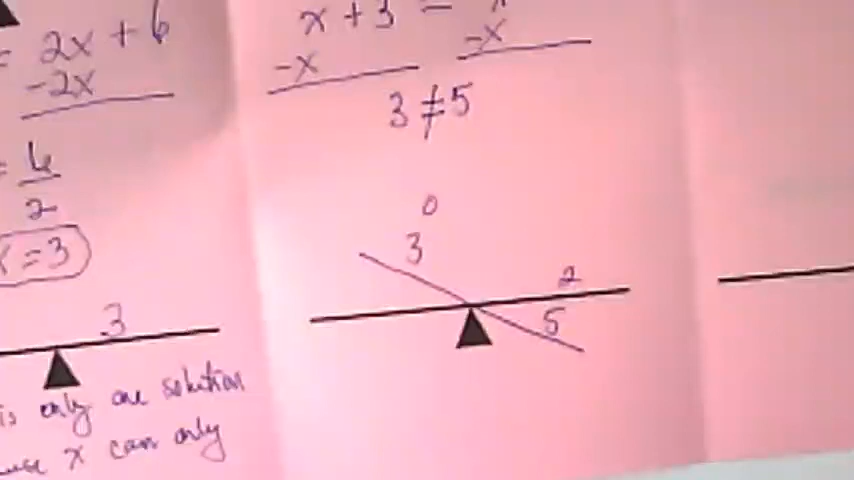 = 2x + 6
-2x
= 6
2
x = 3
3
is only one solution
x can only
x + 3 =
-x -x
3 ≠ 5
0
3
2
5